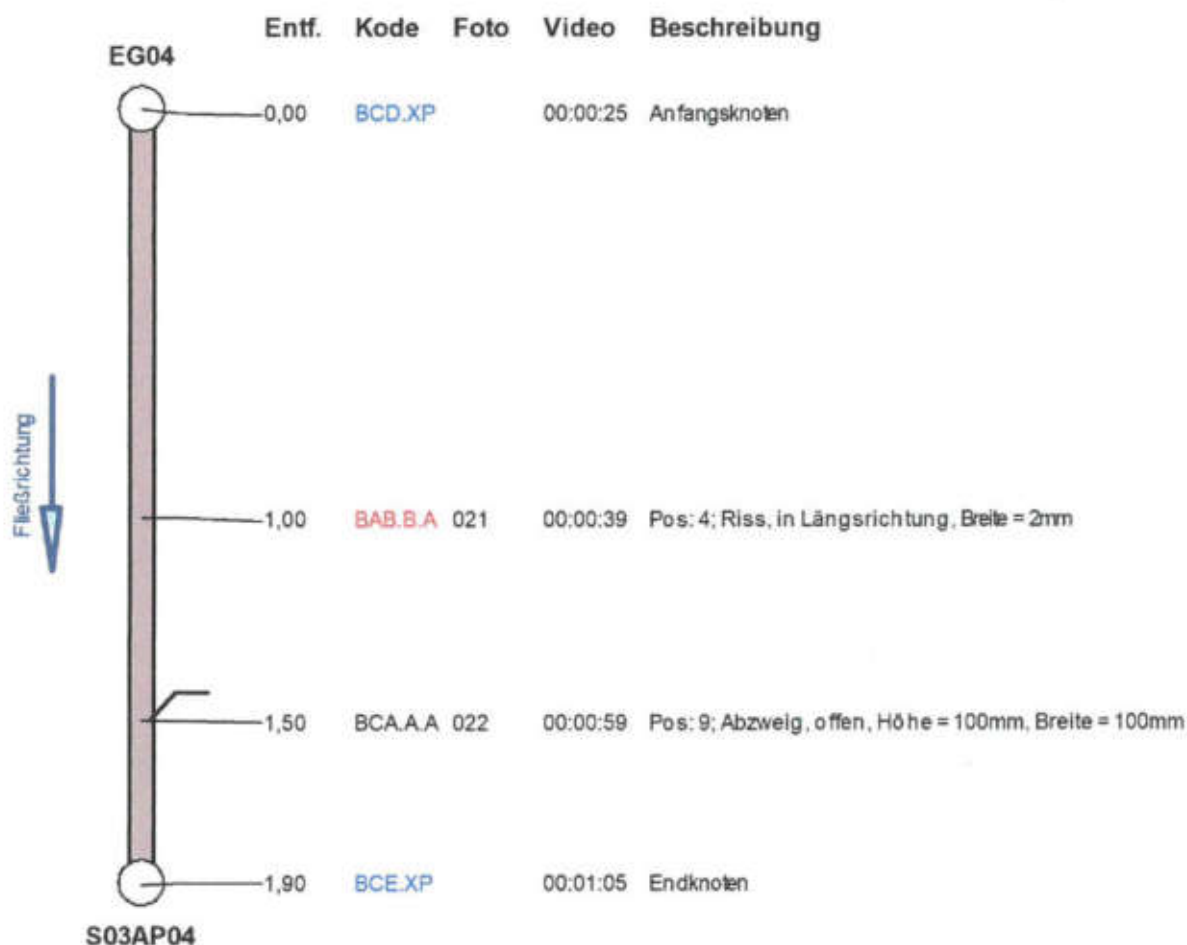 Entf. Kode Foto Video Beschreibung
EG04
0,00 BCD.XP 00:00:25 Anfangsknoten
Fließrichtung
1,00 BAB.B.A 021 00:00:39 Pos: 4; Riss, in Längsrichtung, Breite = 2mm
1,50 BCA.A.A 022 00:00:59 Pos: 9; Abzweig, offen, Höhe = 100mm, Breite = 100mm
1,90 BCE.XP 00:01:05 Endknoten
S03AP04